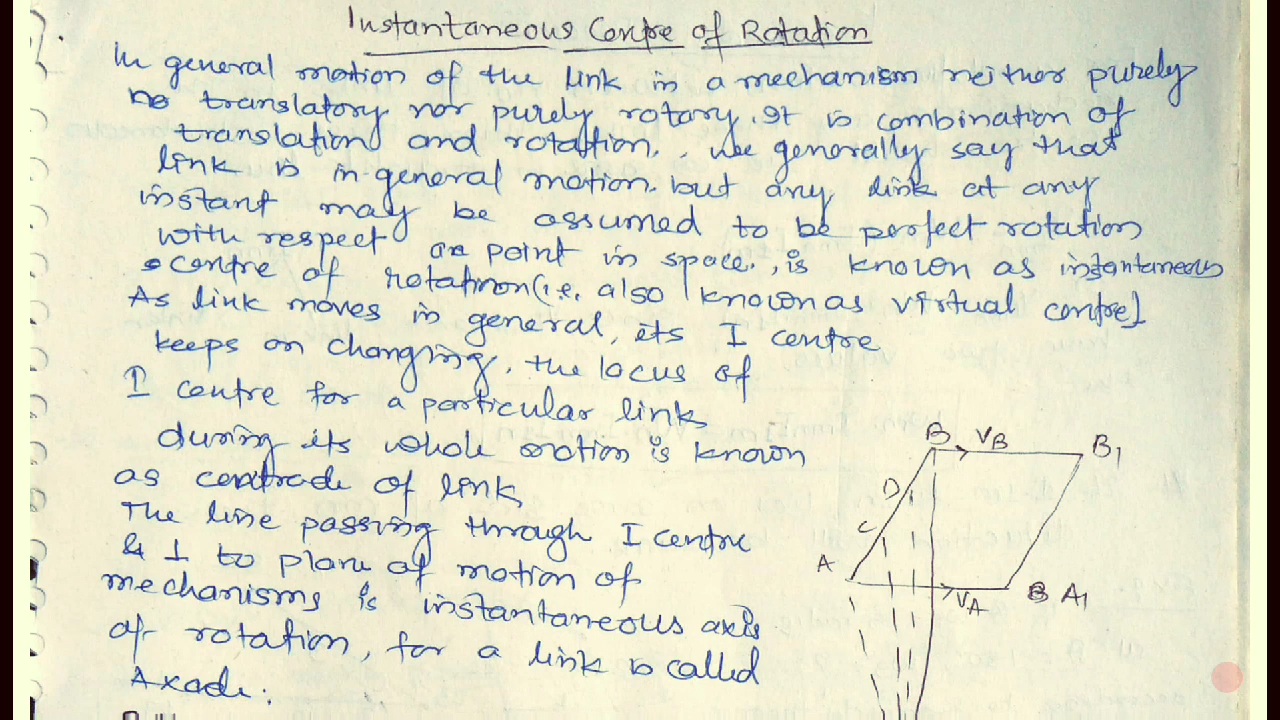 Instantaneous Centre of Rotation
In general motion of the link in a mechanism neither purely
translatory nor purely rotary. It is combination of
translation and rotation. We generally say that
link is in general motion. but any link at any
instant may be assumed to be perfect rotation
with respect an point in space., is known as instantaneous
centre of rotation (i.e. also known as virtual centre]
As link moves in general, its I centre
keeps on changing, the locus of
I centre for a particular link
during its whole motion is known
as centrode of link
The line passing through I centre
& ⊥ to plane of motion of
mechanisms is instantaneous axis
of rotation, for a link is called
Axode.
B VB B1
D
C
A VA B A1